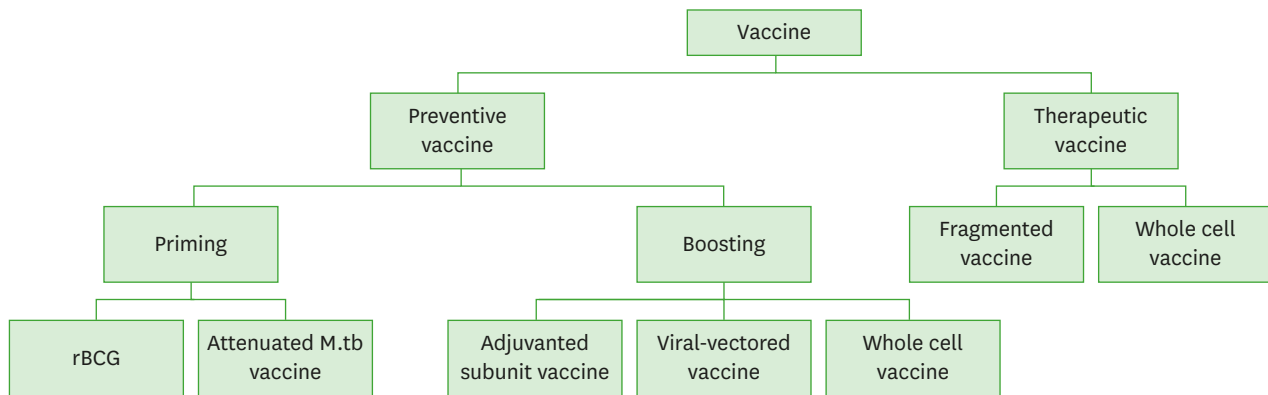 Vaccine
Preventive
vaccine
Therapeutic
vaccine
Priming
Boosting
Fragmented
vaccine
Whole cell
vaccine
rBCG
Attenuated M.tb
vaccine
Adjuvanted
subunit vaccine
Viral-vectored
vaccine
Whole cell
vaccine